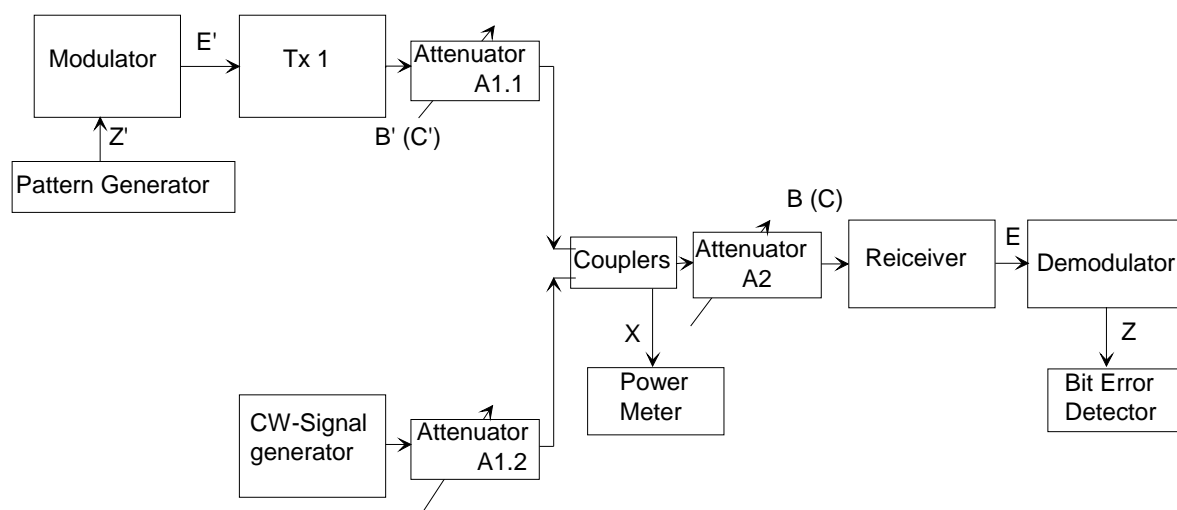 Modulator
E'
Tx 1
Attenuator
A1.1
Z'
B' (C')
Pattern Generator
B (C)
Couplers
Attenuator
A2
Reiceiver
E
Demodulator
X
Z
Power
Meter
Bit Error
Detector
CW-Signal
generator
Attenuator
A1.2